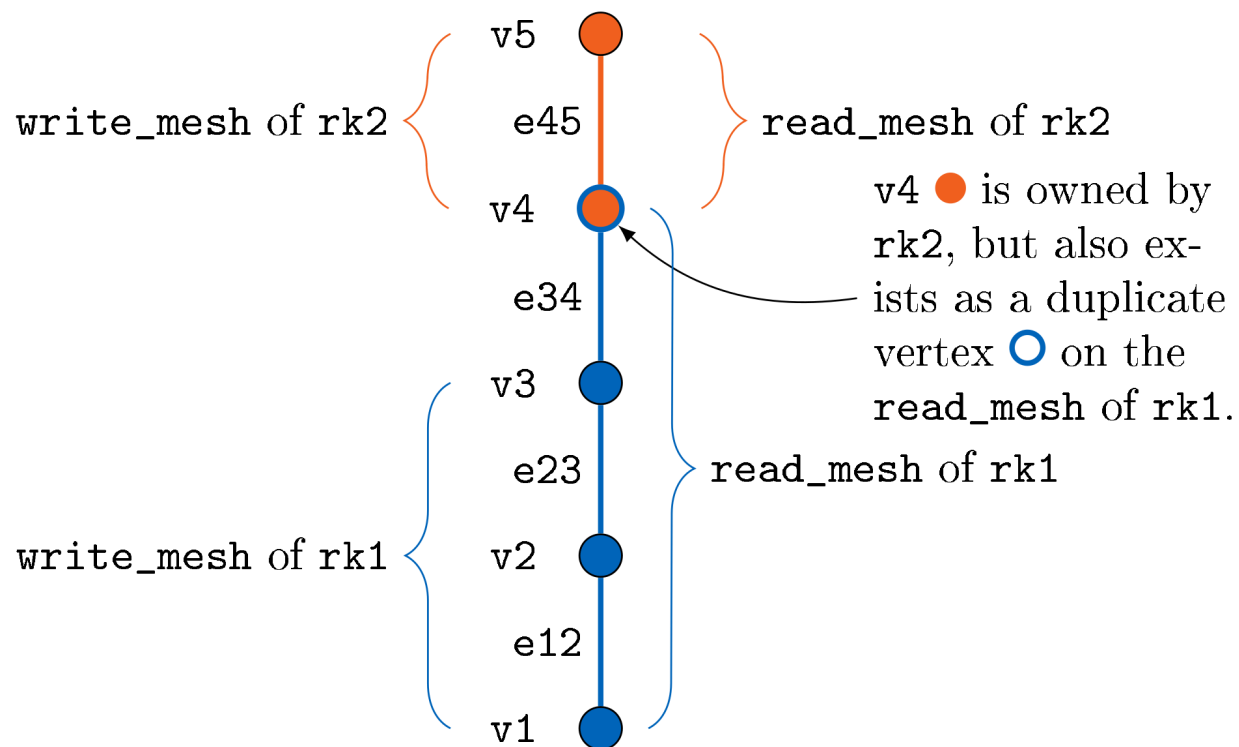 v5
write_mesh of rk2
e45
read_mesh of rk2
v4
v4 is owned by
rk2, but also ex-
ists as a duplicate
vertex on the
read_mesh of rk1.
e34
v3
e23
read_mesh of rk1
write_mesh of rk1
v2
e12
v1